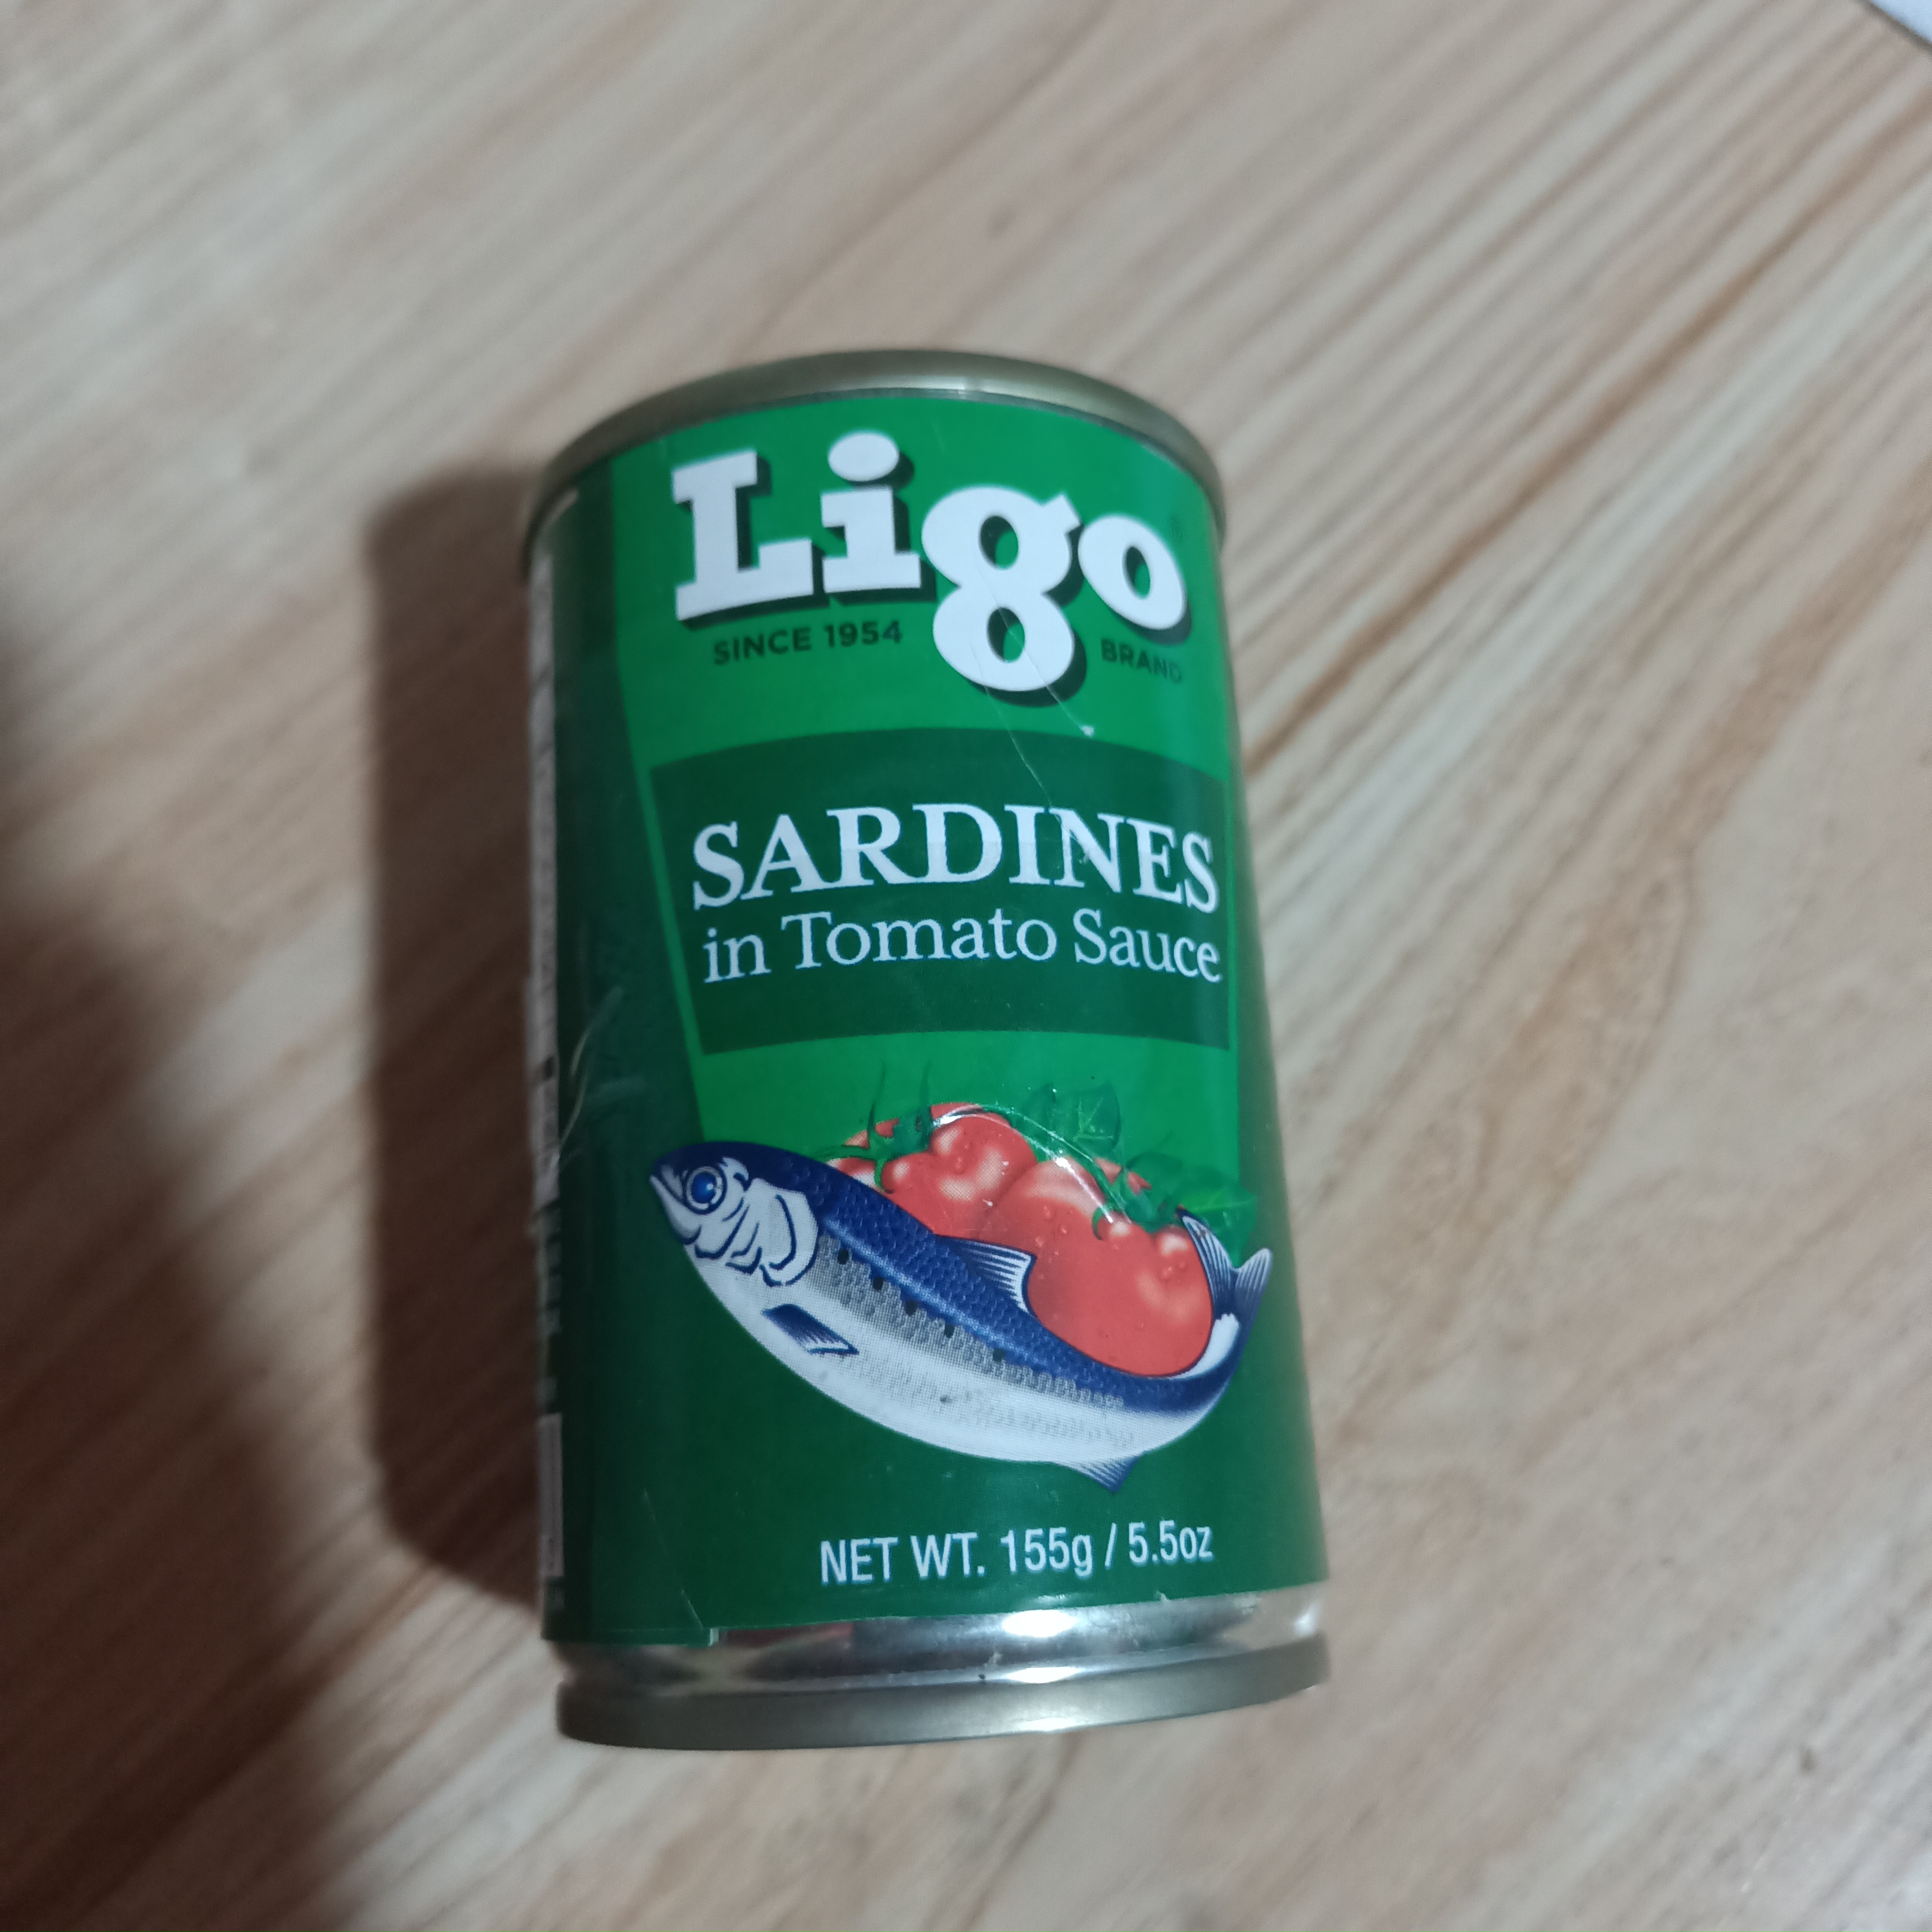 Ligo
SINCE 1954 BRAND
SARDINES
in Tomato Sauce
NET WT. 155g / 5.5oz